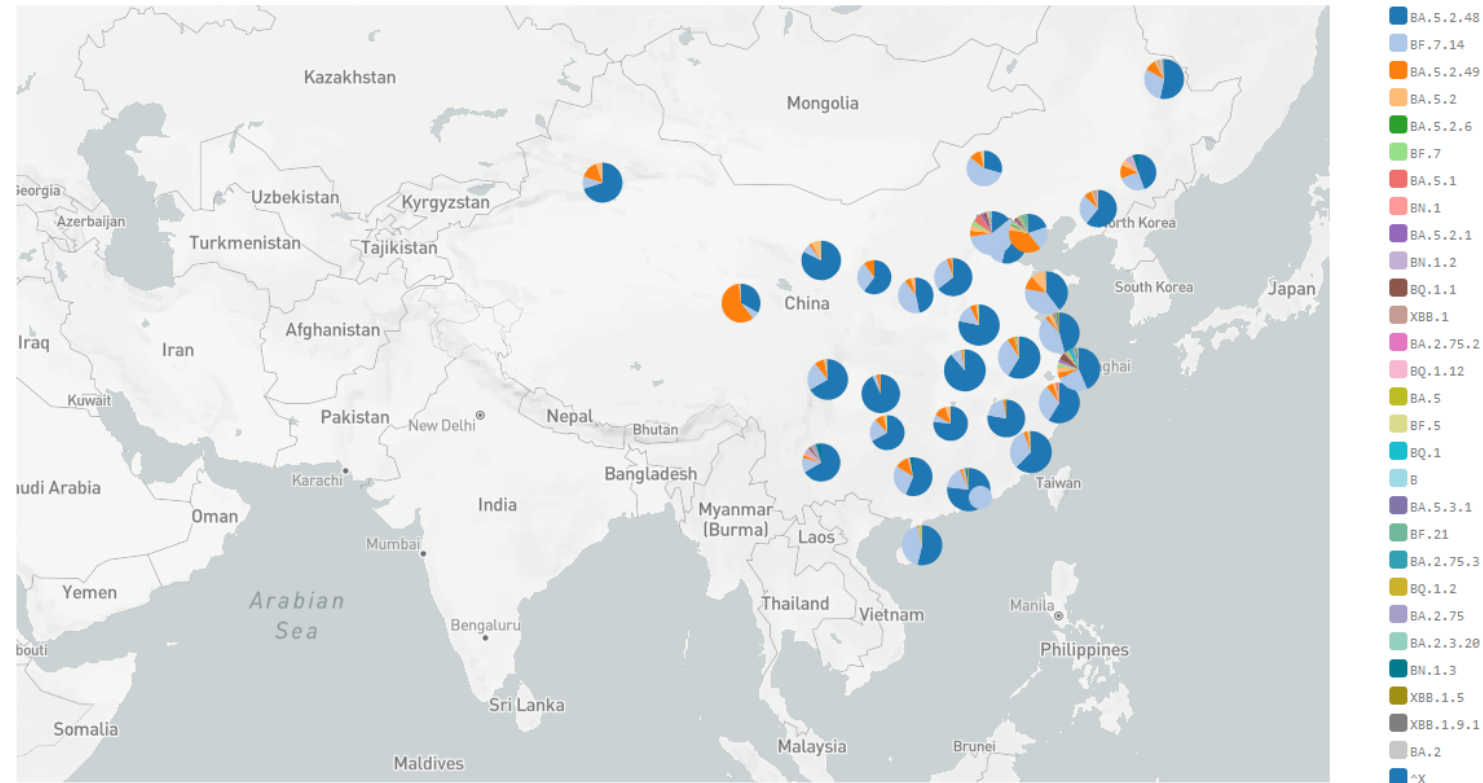 Kazakhstan
Mongolia
Georgia
Azerbaijan
Uzbekistan
Kyrgyzstan
Turkmenistan
Tajikistan
North Korea
South Korea
Japan
China
Afghanistan
Iraq
Iran
ghai
Kuwait
Pakistan
New Delhi
Nepal
Bhutan
Karachi
Bangladesh
Taiwan
audi Arabia
Oman
India
Myanmar
(Burma)
Laos
Mumbai
Yemen
Arabian
Sea
Thailand
Vietnam
Manila
Bengaluru
Philippines
bouti
Sri Lanka
Somalia
Malaysia
Brunei
Maldives
BA.5.2.48
BF.7.14
BA.5.2.49
BA.5.2
BA.5.2.6
BF.7
BA.5.1
BN.1
BA.5.2.1
BN.1.2
BQ.1.1
XBB.1
BA.2.75.2
BQ.1.12
BA.5
BF.5
BQ.1
B
BA.5.3.1
BF.21
BA.2.75.3
BQ.1.2
BA.2.75
BA.2.3.20
BN.1.3
XBB.1.5
XBB.1.9.1
BA.2
^X